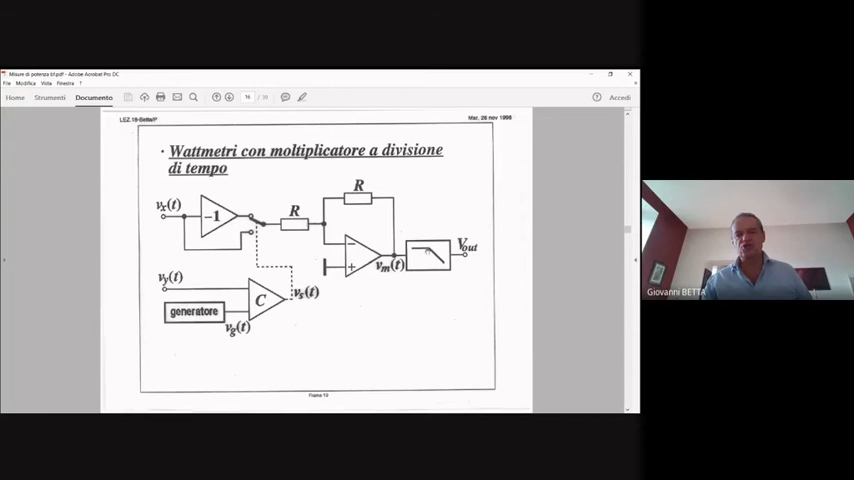 Misure di potenza bf.pdf - Adobe Acrobat Pro DC
File Modifica Vista Finestra ?
Home Strumenti Documento 16 / 30 Accedi
LEZ.18-Betta/P Mar, 26 nov 1996
· Wattmetri con moltiplicatore a divisione
di tempo
vx(t)
-1
R
R
−
+
vm(t)
Vout
vy(t)
generatore
vg(t)
C
vs(t)
Frame 19
Giovanni BETTA